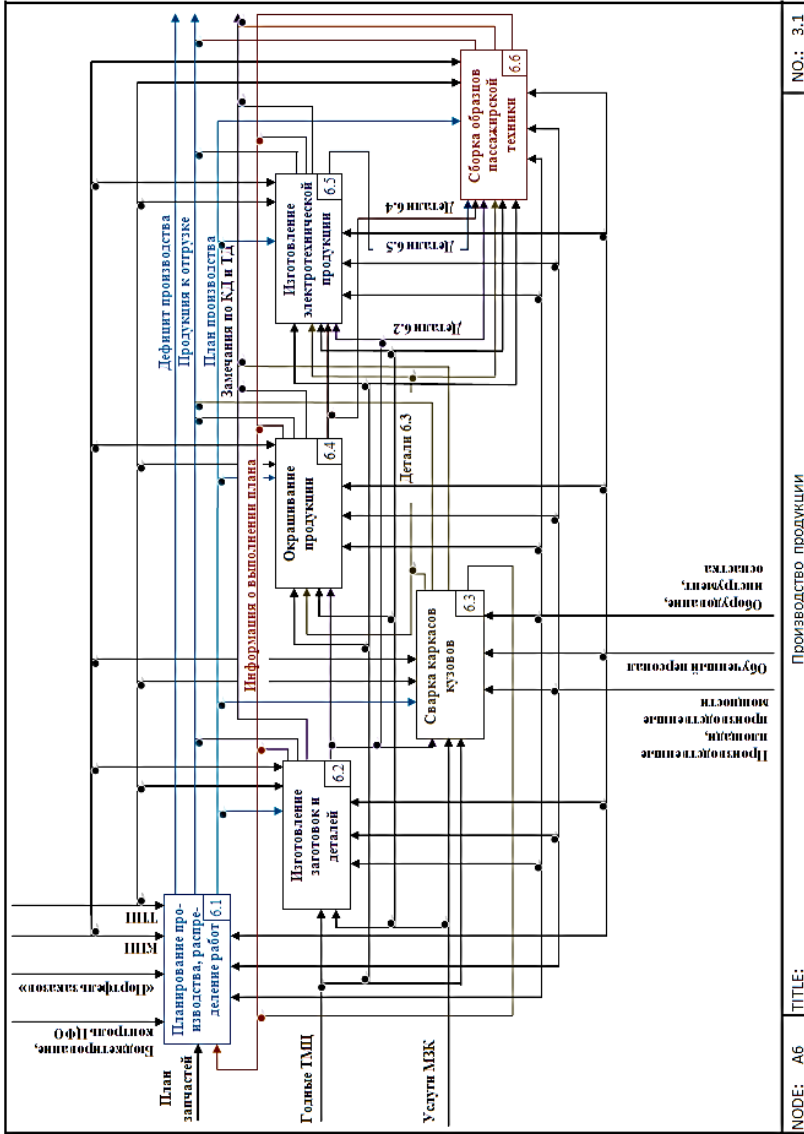 Бюджетирование,
контроль ЦФО
«Портфель заказов»
КПП
ТПП
План
запчастей
Планирование про-
изводства, распре-
деление работ
6.1
Дефицит производства
Продукция к отгрузке
План производства
Замечания по КД и ТД
Информация о выполнении плана
Годные ТМЦ
Изготовление
заготовок и
деталей
6.2
Услуги МЗК
Сварка каркасов
кузовов
6.3
Окрашивание
продукции
6.4
Детали 6.3
Изготовление
электротехнической
продукции
6.5
Детали 6.2
Детали 6.5
Детали 6.4
Сборка образцов
пассажирской
техники
6.6
Производственные
площади,
производственные
мощности
Обученный персонал
Оборудование,
инструмент,
оснастка
NODE: A6
TITLE:
Производство продукции
NO.: 3.1